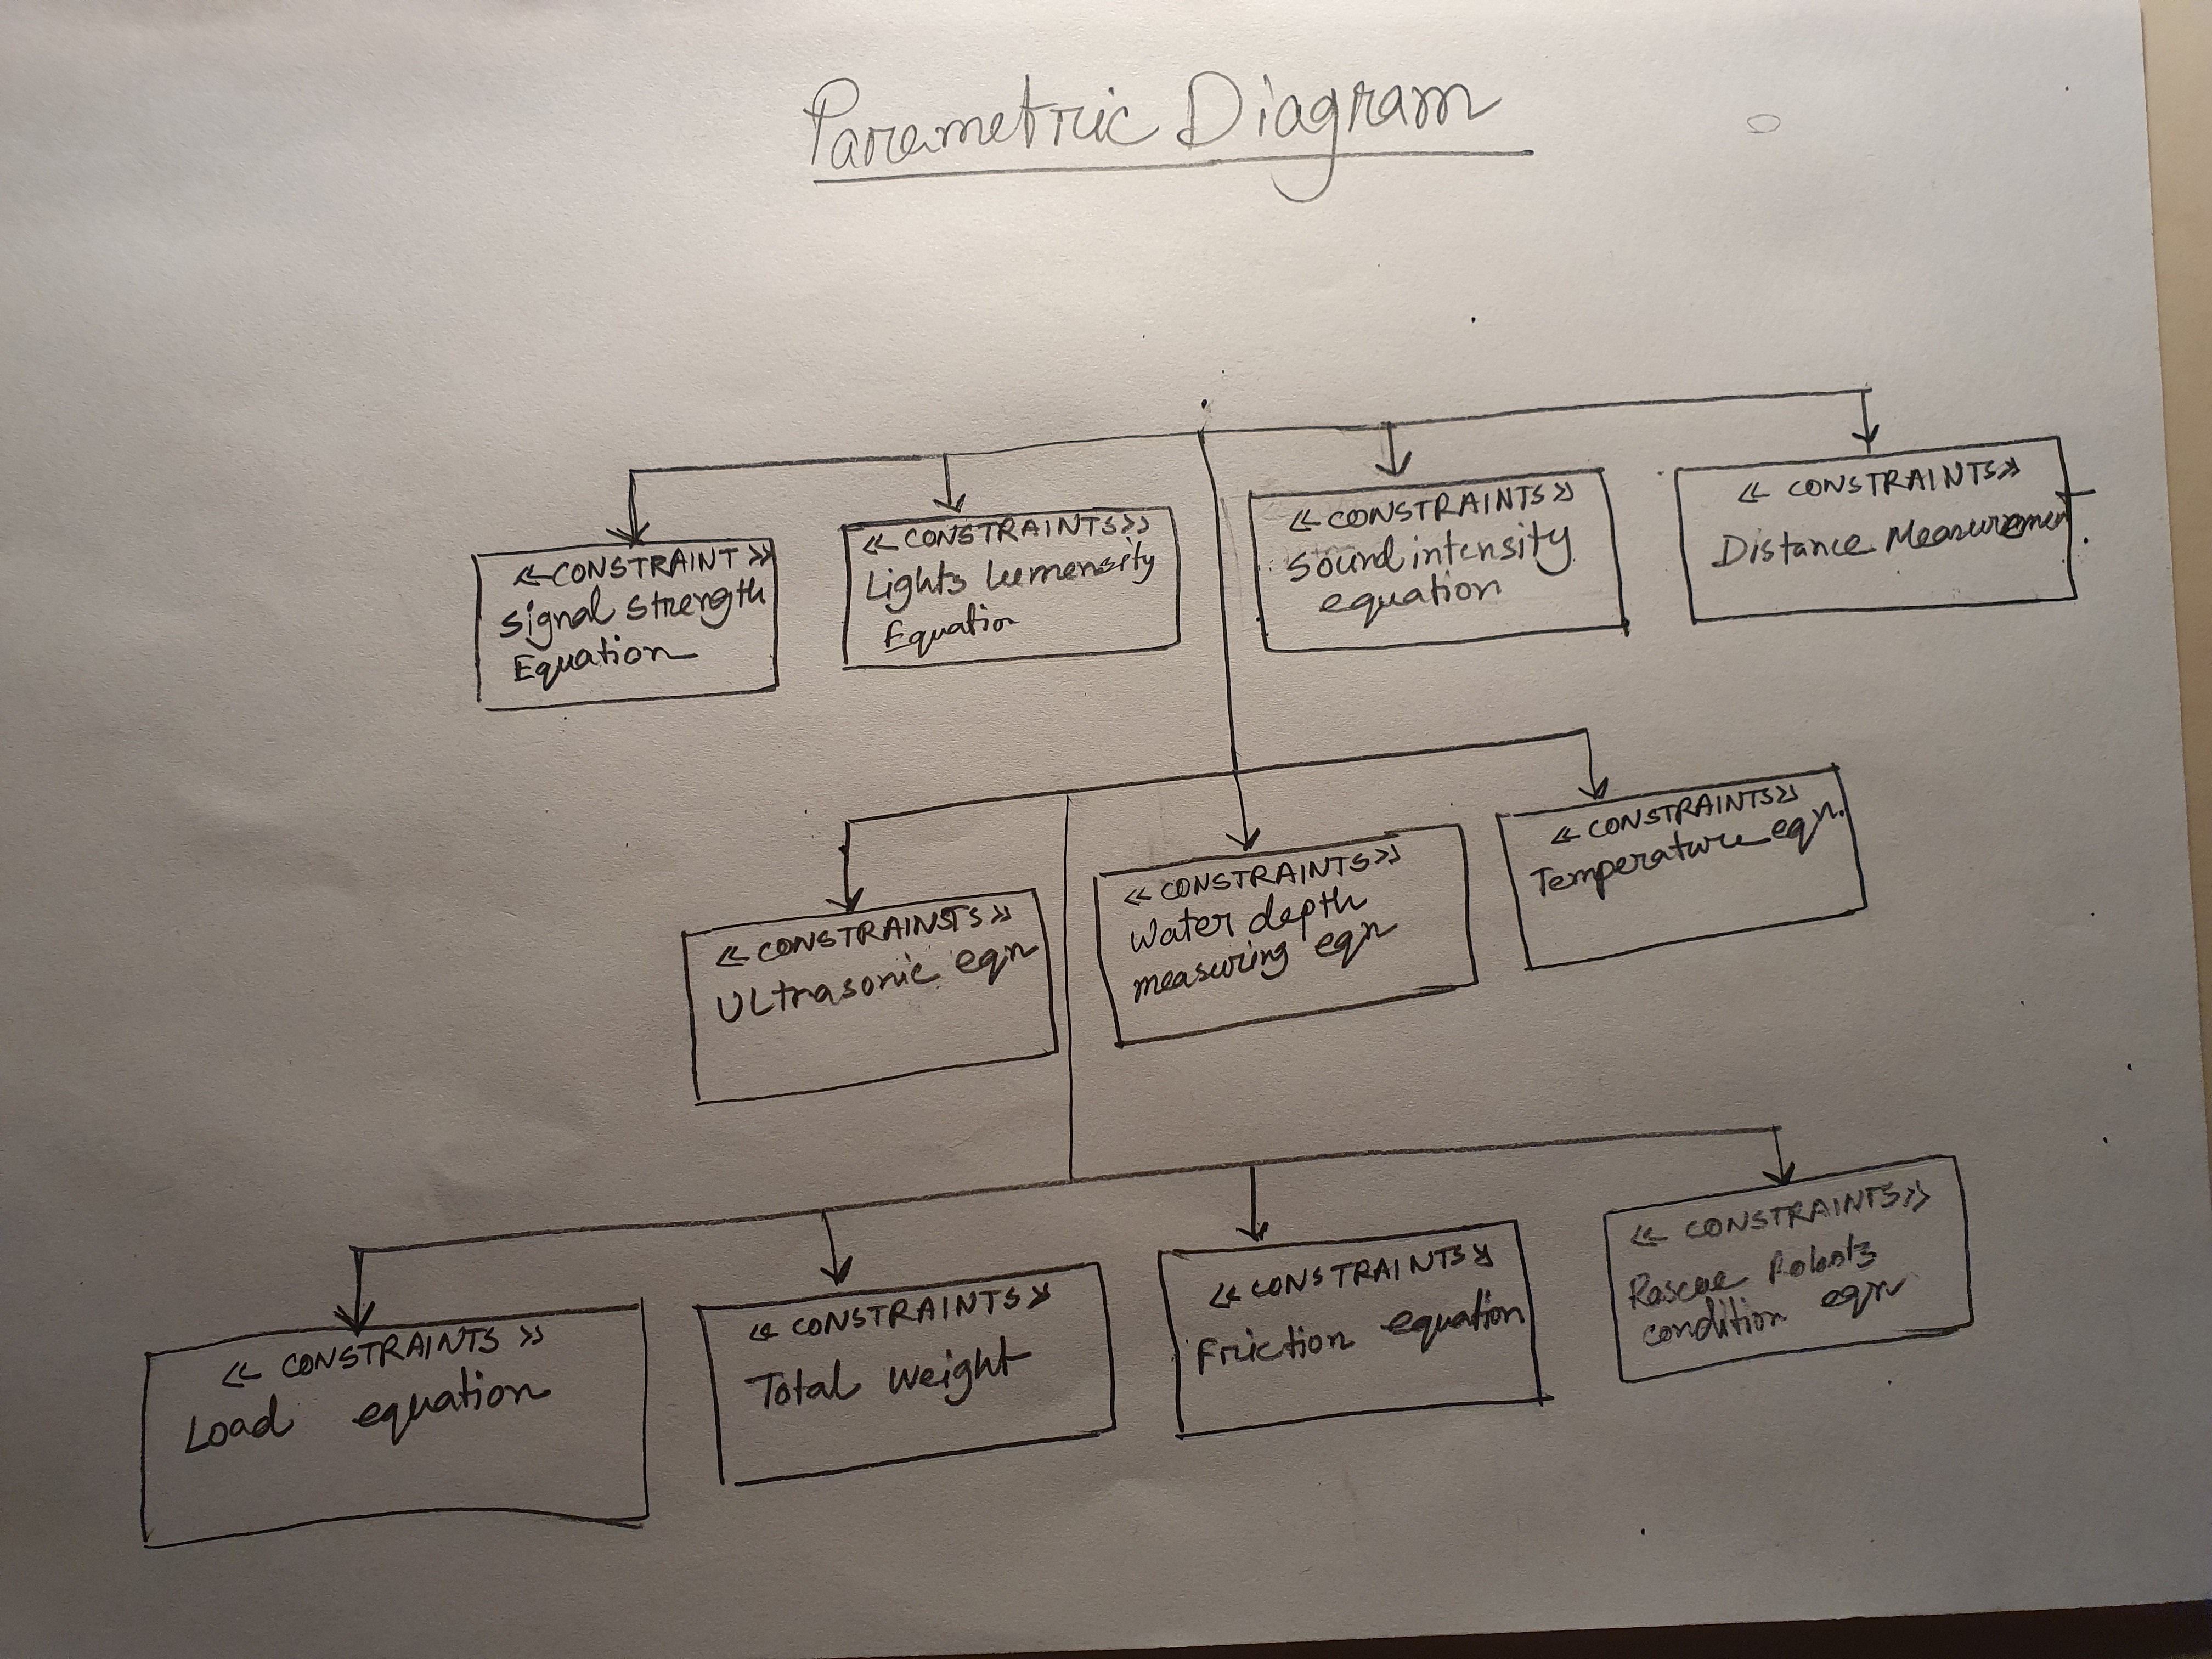 Parametric Diagram
<< CONSTRAINT >>
Signal Strength
Equation
<< CONSTRAINTS >>
Lights Lumensity
Equation
<< CONSTRAINTS >>
Sound intensity
equation
<< CONSTRAINTS >>
Distance Measurement
<< CONSTRAINSTS >>
ULtrasonic eqn
<< CONSTRAINTS >>
Water depth
measuring eqn
<< CONSTRAINTS >>
Temperature eqn.
<< CONSTRAINTS >>
Load equation
<< CONSTRAINTS >>
Total Weight
<< CONSTRAINTS >>
Friction equation
<< CONSTRAINTS >>
Rescue Robots
condition eqn